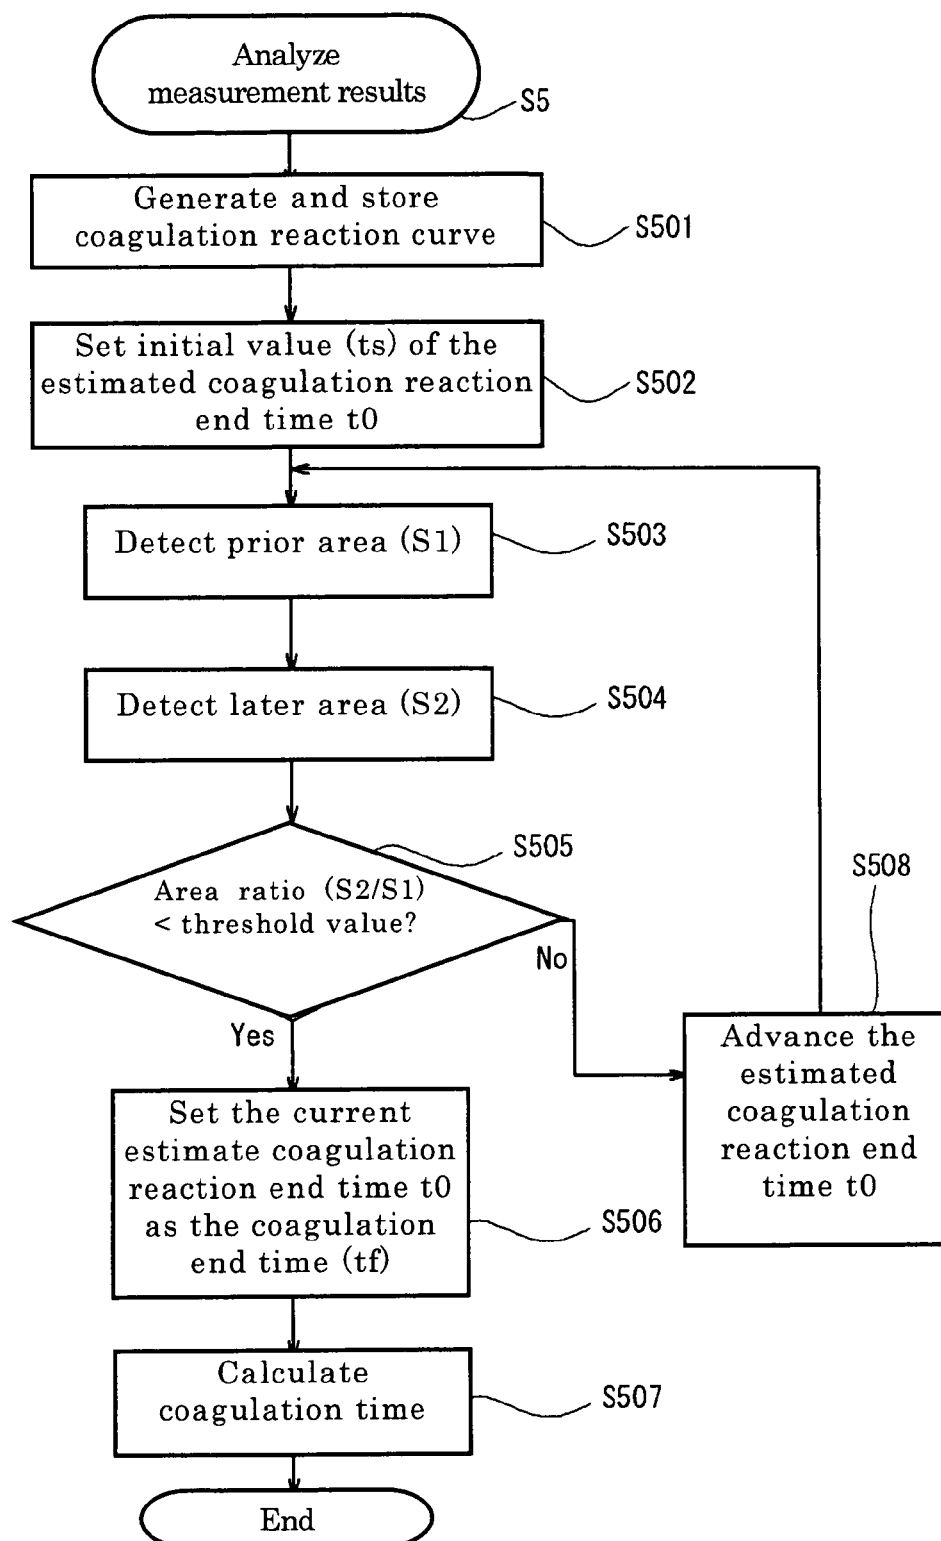 Analyze
measurement results
S5
Generate and store
coagulation reaction curve
S501
Set initial value (ts) of the
estimated coagulation reaction
end time t0
S502
Detect prior area (S1)
S503
Detect later area (S2)
S504
Area ratio (S2/S1)
< threshold value?
S505
No
Yes
S508
Advance the
estimated
coagulation
reaction end
time t0
Set the current
estimate coagulation
reaction end time t0
as the coagulation
end time (tf)
S506
Calculate
coagulation time
S507
End